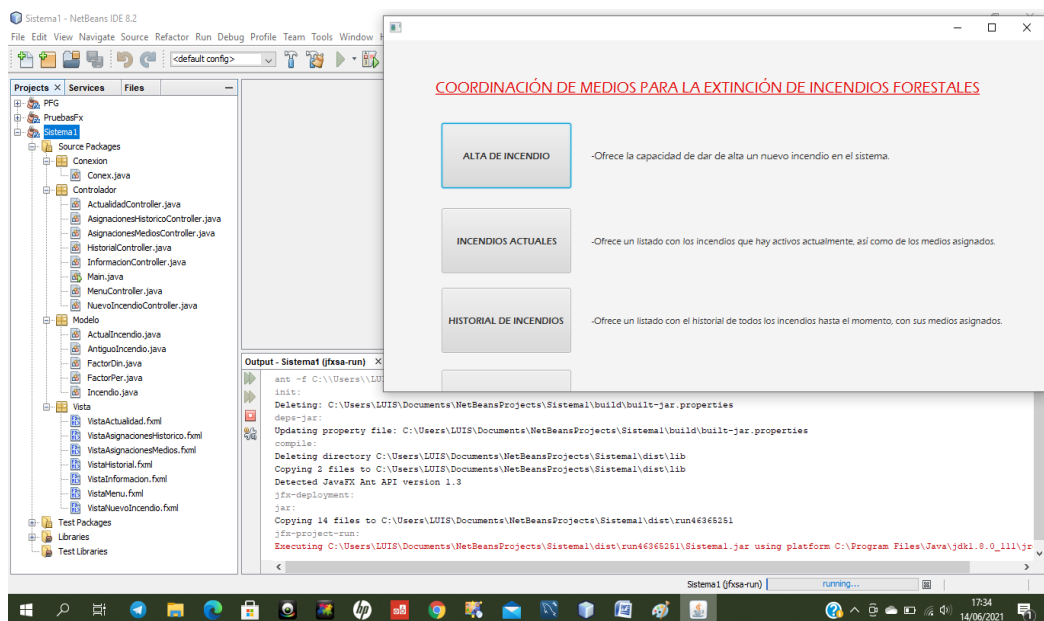 Sistema1 - NetBeans IDE 8.2
File Edit View Navigate Source Refactor Run Debug Profile Team Tools Window
<default config>
Projects Services Files
PFG
PruebasFx
Sistema1
Source Packages
Conexion
Conex.java
Controlador
ActualidadController.java
AsignacionesHistoricoController.java
AsignacionesMediosController.java
HistorialController.java
InformacionController.java
Main.java
MenuController.java
NuevoIncendioController.java
Modelo
ActualIncendio.java
AntiguoIncendio.java
FactorDin.java
FactorPer.java
Incendio.java
Vista
VistaActualidad.fxml
VistaAsignacionesHistorico.fxml
VistaAsignacionesMedios.fxml
VistaHistorial.fxml
VistaInformacion.fxml
VistaMenu.fxml
VistaNuevoIncendio.fxml
Test Packages
Libraries
Test Libraries
COORDINACIÓN DE MEDIOS PARA LA EXTINCIÓN DE INCENDIOS FORESTALES
ALTA DE INCENDIO -Ofrece la capacidad de dar de alta un nuevo incendio en el sistema.
INCENDIOS ACTUALES -Ofrece un listado con los incendios que hay activos actualmente, así como de los medios asignados.
HISTORIAL DE INCENDIOS -Ofrece un listado con el historial de todos los incendios hasta el momento, con sus medios asignados.
Output - Sistema1 (jfxsa-run)
ant -f C:\\Users\\LU
init:
Deleting: C:\Users\LUIS\Documents\NetBeansProjects\Sistema1\build\built-jar.properties
deps-jar:
Updating property file: C:\Users\LUIS\Documents\NetBeansProjects\Sistema1\build\built-jar.properties
compile:
Deleting directory C:\Users\LUIS\Documents\NetBeansProjects\Sistema1\dist\lib
Copying 2 files to C:\Users\LUIS\Documents\NetBeansProjects\Sistema1\dist\lib
Detected JavaFX Ant API version 1.3
jfx-deployment:
jar:
Copying 14 files to C:\Users\LUIS\Documents\NetBeansProjects\Sistema1\dist\run46365251
jfx-project-run:
Executing C:\Users\LUIS\Documents\NetBeansProjects\Sistema1\dist\run46365251\Sistema1.jar using platform C:\Program Files\Java\jdk1.8.0_111\jr
Sistema1 (jfxsa-run) running...
hp
17:34
14/06/2021